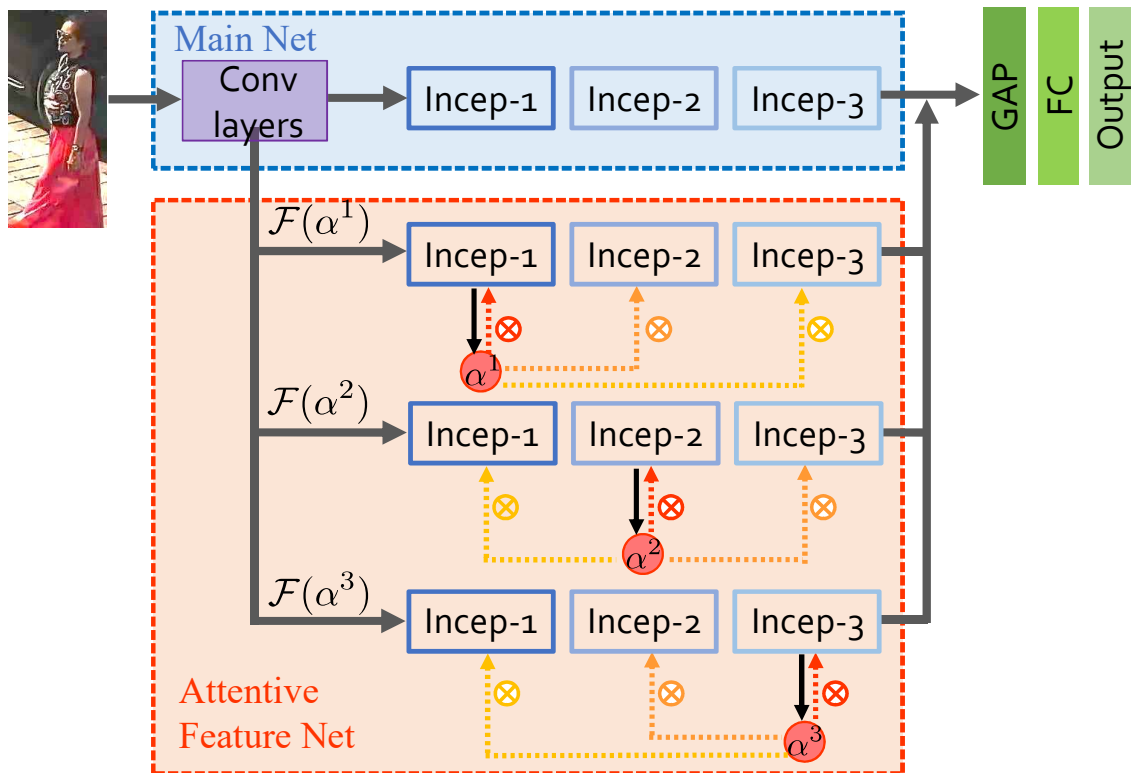 Main Net
Conv
layers
Incep-1
Incep-2
Incep-3
GAP
FC
Output
F(α¹)
Incep-1
Incep-2
Incep-3
⊗
⊗
⊗
α¹
F(α²)
Incep-1
Incep-2
Incep-3
⊗
⊗
⊗
α²
F(α³)
Incep-1
Incep-2
Incep-3
⊗
⊗
⊗
α³
Attentive
Feature Net